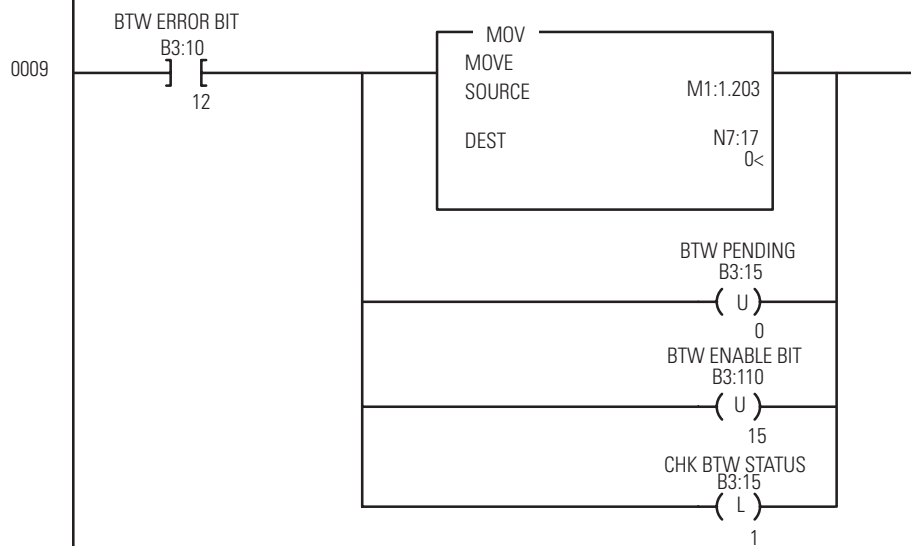 BTW ERROR BIT
B3:10
0009
12
MOV
MOVE
SOURCE M1:1.203
DEST N7:17
0<
BTW PENDING
B3:15
U
0
BTW ENABLE BIT
B3:110
U
15
CHK BTW STATUS
B3:15
L
1